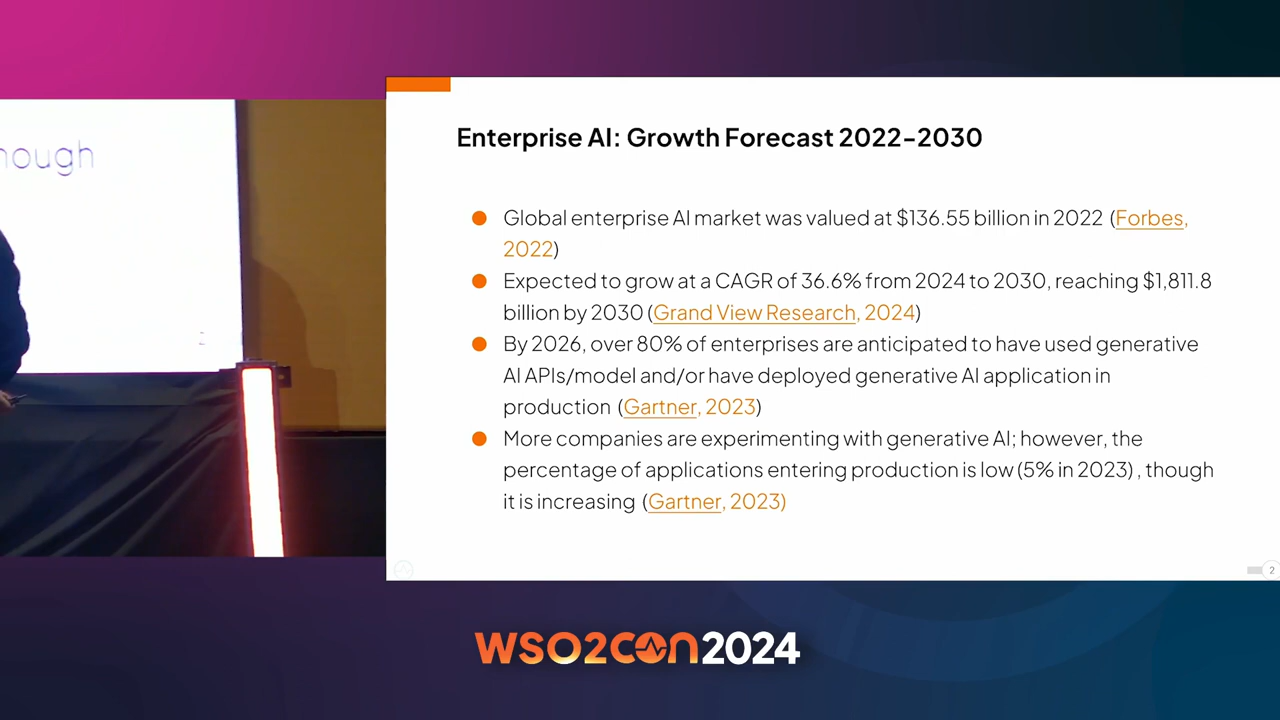 Enterprise AI: Growth Forecast 2022–2030
Global enterprise AI market was valued at $136.55 billion in 2022 (Forbes,
2022)
Expected to grow at a CAGR of 36.6% from 2024 to 2030, reaching $1,811.8
billion by 2030 (Grand View Research, 2024)
By 2026, over 80% of enterprises are anticipated to have used generative
AI APIs/model and/or have deployed generative AI application in
production (Gartner, 2023)
More companies are experimenting with generative AI; however, the
percentage of applications entering production is low (5% in 2023) , though
it is increasing (Gartner, 2023)
2
WSO2CON2024